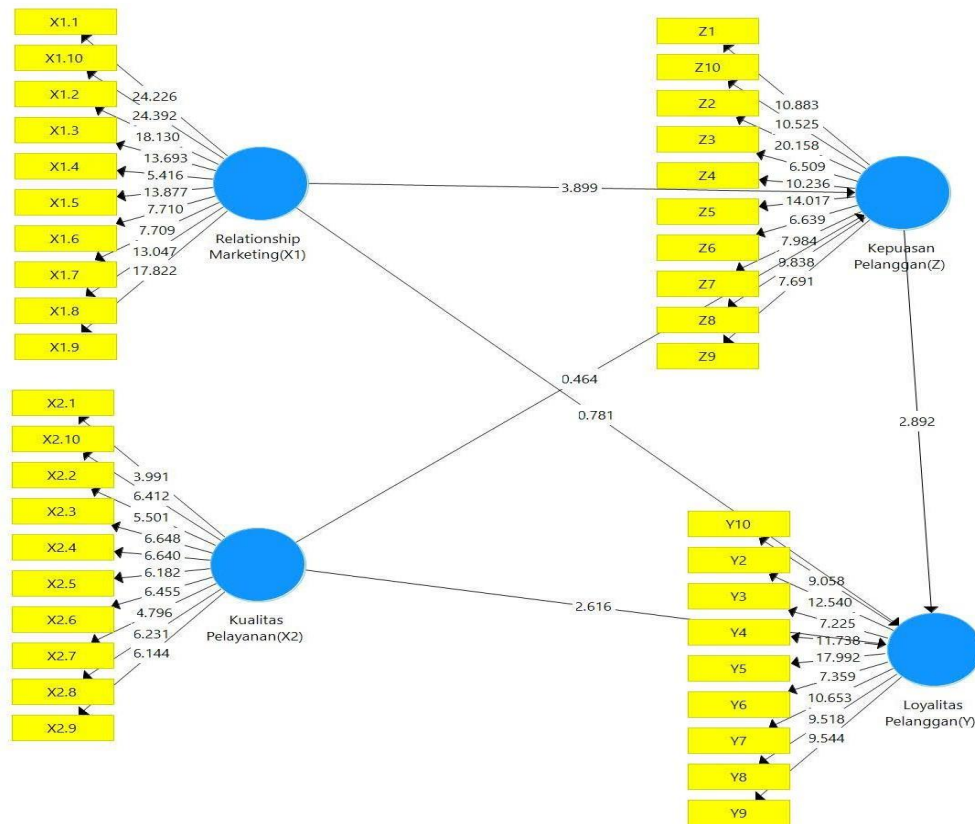 X1.1
X1.10
X1.2
X1.3
X1.4
X1.5
X1.6
X1.7
X1.8
X1.9
24.226
24.392
18.130
13.693
5.416
13.877
7.710
7.709
13.047
17.822
Relationship
Marketing(X1)
Z1
Z10
Z2
Z3
Z4
Z5
Z6
Z7
Z8
Z9
10.883
10.525
20.158
6.509
10.236
14.017
6.639
7.984
9.838
7.691
Kepuasan
Pelanggan(Z)
3.899
0.464
0.781
2.892
2.616
X2.1
X2.10
X2.2
X2.3
X2.4
X2.5
X2.6
X2.7
X2.8
X2.9
3.991
6.412
5.501
6.648
6.640
6.182
6.455
4.796
6.231
6.144
Kualitas
Pelayanan(X2)
Y10
Y2
Y3
Y4
Y5
Y6
Y7
Y8
Y9
9.058
12.540
7.225
11.738
17.992
7.359
10.653
9.518
9.544
Loyalitas
Pelanggan(Y)